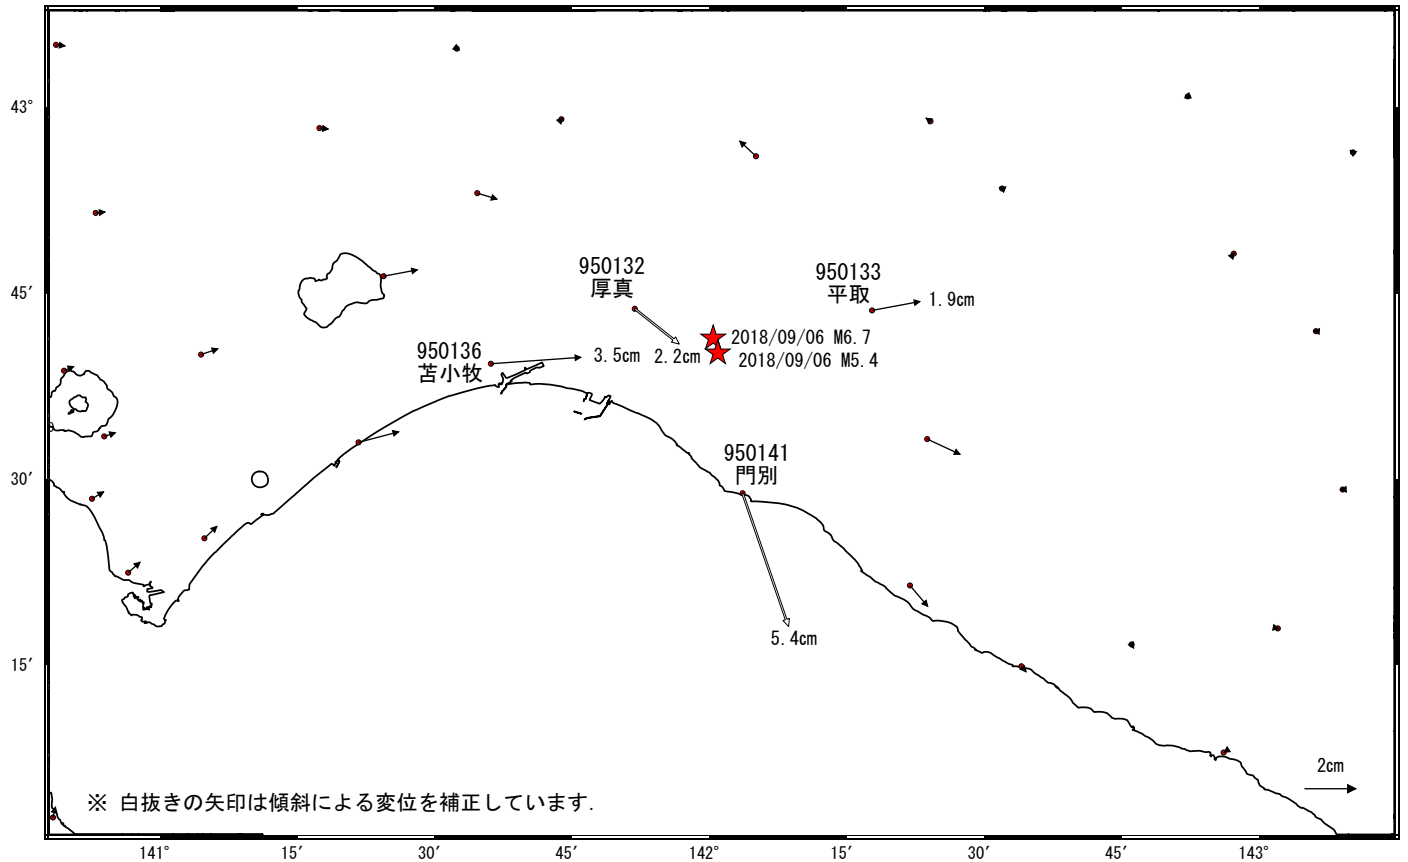 43°
950132
厚真
950133
平取
1.9cm
45′
2018/09/06 M6.7
950136
苫小牧
3.5cm
2.2cm
2018/09/06 M5.4
950141
門別
30′
5.4cm
15′
2cm
※ 白抜きの矢印は傾斜による変位を補正しています.
141°
15′
30′
45′
142°
15′
30′
45′
143°